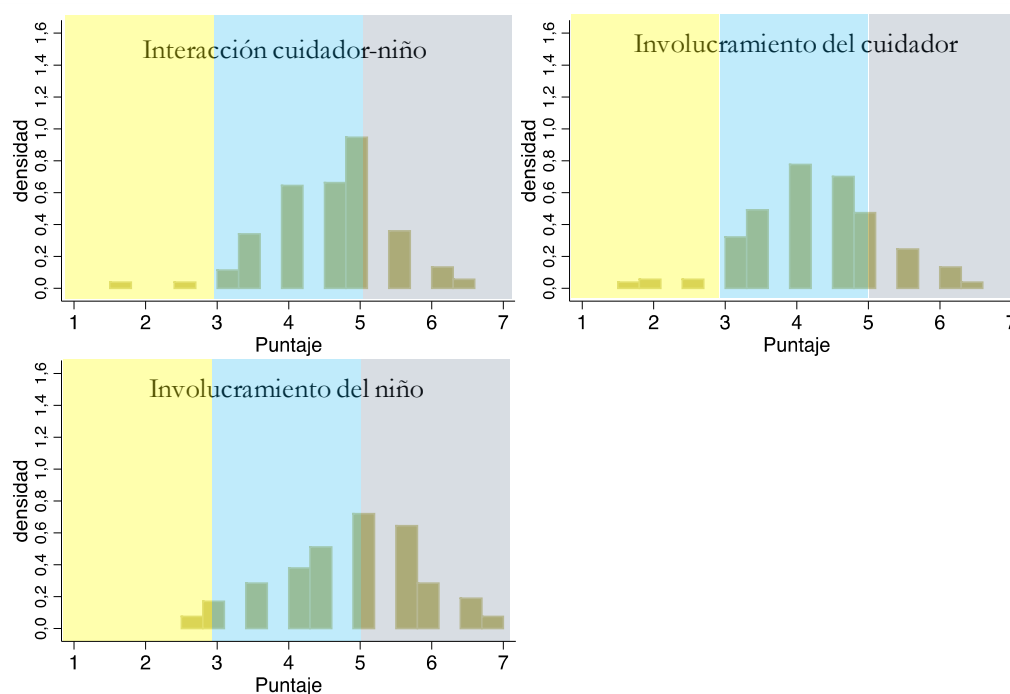 Interacción cuidador-niño
densidad
1,6
1,4
1,2
1,0
0,8
0,6
0,4
0,2
0,0
1 2 3 4 5 6 7
Puntaje
Involucramiento del cuidador
densidad
1,6
1,4
1,2
1,0
0,8
0,6
0,4
0,2
0,0
1 2 3 4 5 6 7
Puntaje
Involucramiento del niño
densidad
1,6
1,4
1,2
1,0
0,8
0,6
0,4
0,2
0,0
1 2 3 4 5 6 7
Puntaje